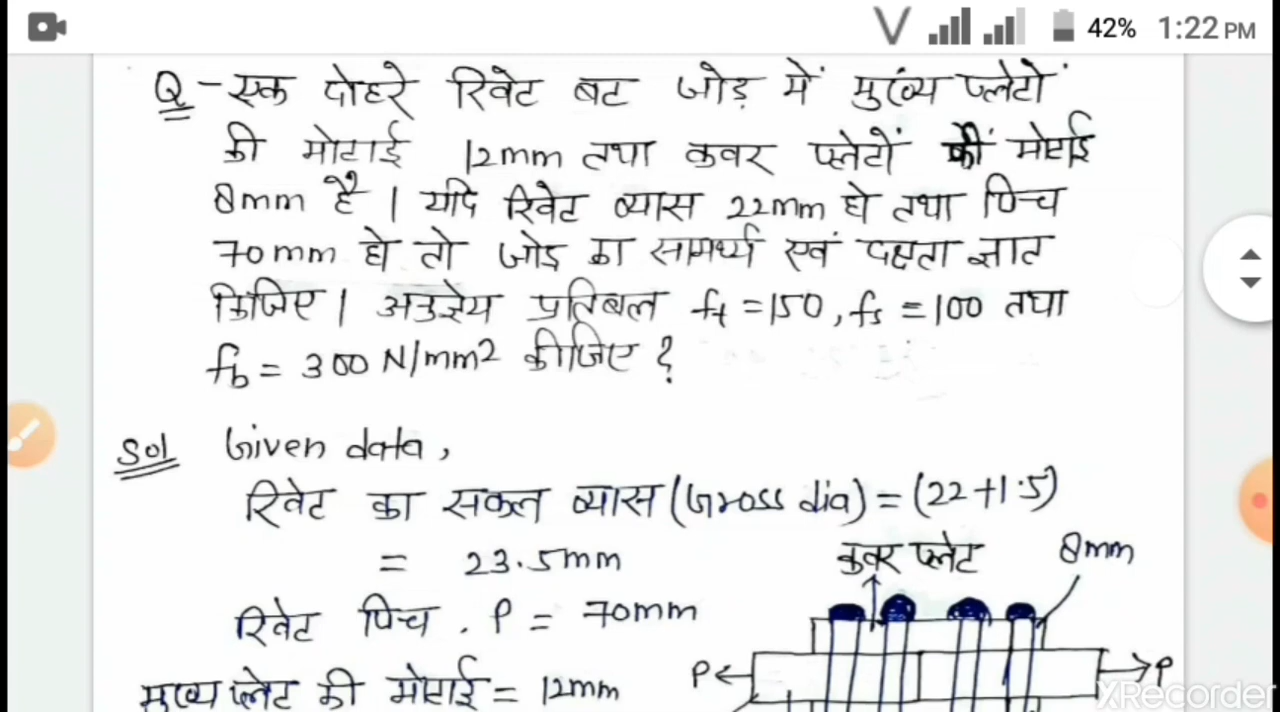 V 42% 1:22 PM
Q - एक दोहरे रिवेट बट जोड़ में मुख्य प्लेटों
की मोटाई 12mm तथा कवर प्लेटों की मोटाई
8mm है । यदि रिवेट व्यास 22mm हो तथा पिच
70mm हो तो जोड़ का सामर्थ्य एवं दक्षता ज्ञात
किजिए । अनुज्ञेय प्रतिबल ft = 150, fs = 100 तथा
fb = 300 N/mm2 कीजिए ?
Sol Given data,
रिवेट का सकल व्यास (Gross dia) = (22+1.5)
= 23.5mm
कवर प्लेट 8mm
रिवेट पिच . P = 70mm
मुख्य प्लेट की मोटाई = 12mm
P P
XRecorder